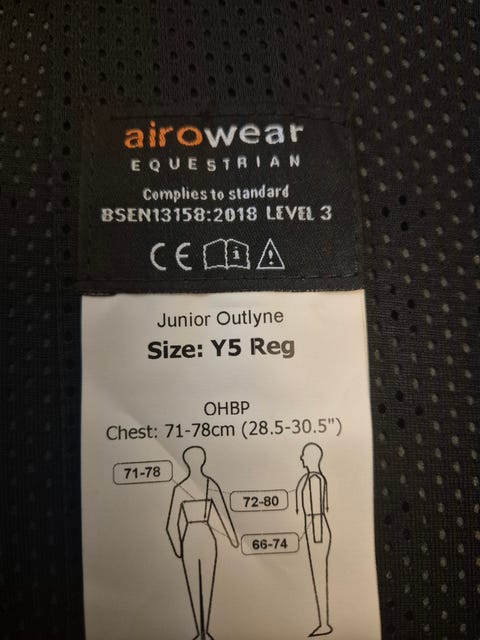 airowear
EQUESTRIAN
Complies to standard
BSEN13158:2018 LEVEL 3
CE
Junior Outlyne
Size: Y5 Reg
OHBP
Chest: 71-78cm (28.5-30.5")
71-78
72-80
66-74